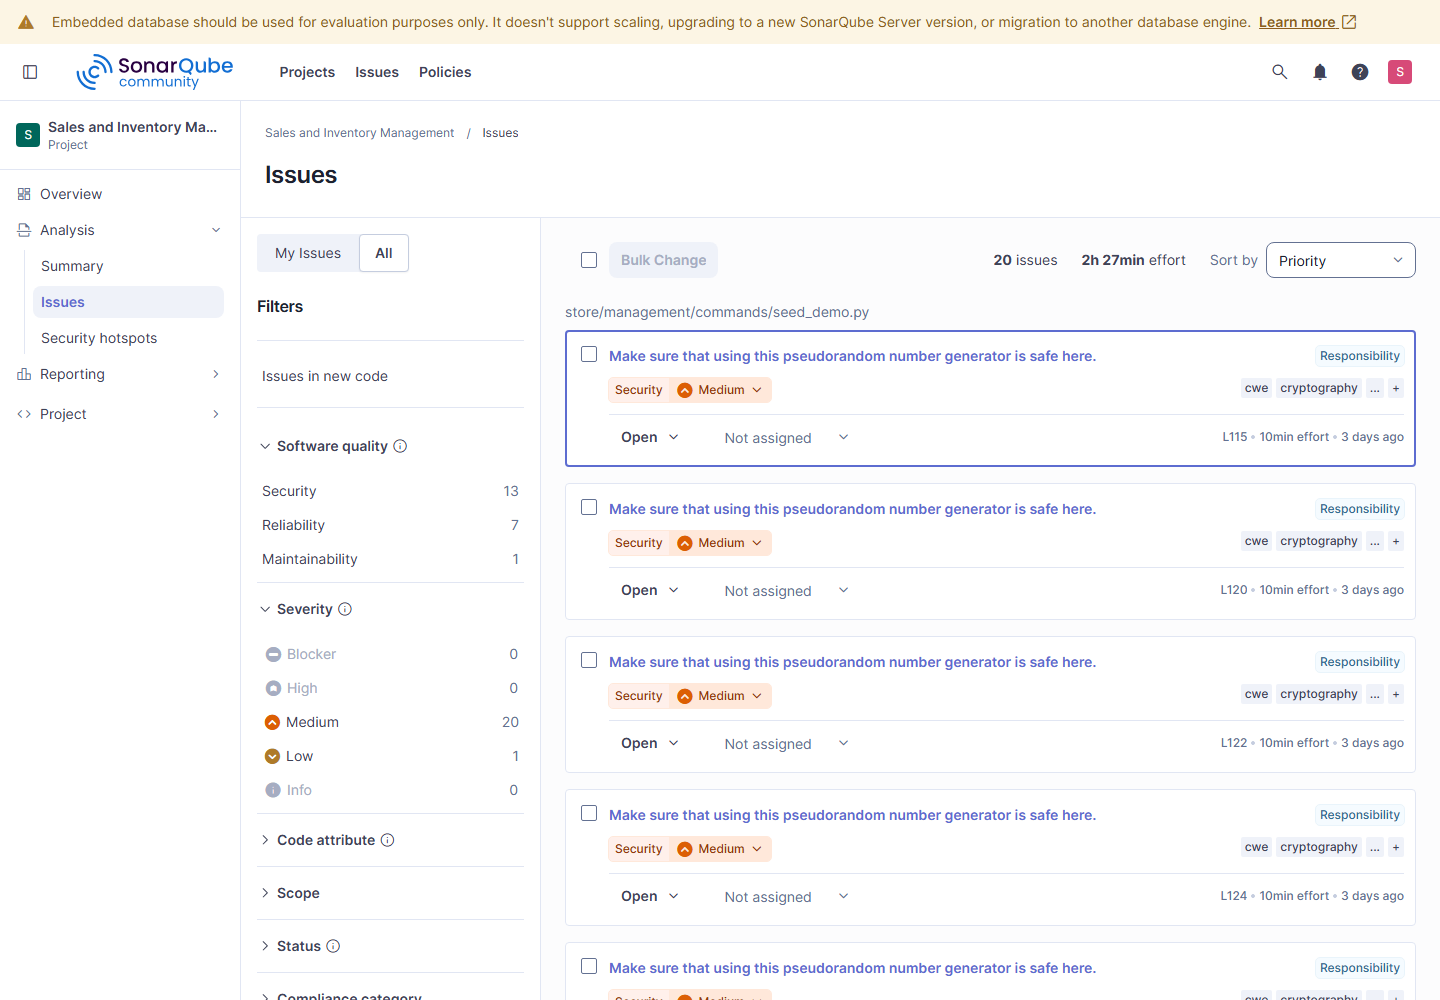 Embedded database should be used for evaluation purposes only. It doesn't support scaling, upgrading to a new SonarQube Server version, or migration to another database engine. Learn more
SonarQube community
Projects Issues Policies
?
S
S
Sales and Inventory Ma...
Project
Overview
Analysis
Summary
Issues
Security hotspots
Reporting
Project
Sales and Inventory Management / Issues
Issues
My Issues All
Filters
Issues in new code
Software quality
Security 13
Reliability 7
Maintainability 1
Severity
Blocker 0
High 0
Medium 20
Low 1
Info 0
Code attribute
Scope
Status
Compliance category
Bulk Change
20 issues 2h 27min effort Sort by Priority
store/management/commands/seed_demo.py
Make sure that using this pseudorandom number generator is safe here. Responsibility
Security Medium cwe cryptography ... +
Open Not assigned L115 • 10min effort • 3 days ago
Make sure that using this pseudorandom number generator is safe here. Responsibility
Security Medium cwe cryptography ... +
Open Not assigned L120 • 10min effort • 3 days ago
Make sure that using this pseudorandom number generator is safe here. Responsibility
Security Medium cwe cryptography ... +
Open Not assigned L122 • 10min effort • 3 days ago
Make sure that using this pseudorandom number generator is safe here. Responsibility
Security Medium cwe cryptography ... +
Open Not assigned L124 • 10min effort • 3 days ago
Make sure that using this pseudorandom number generator is safe here. Responsibility
Security Medium cwe cryptography ... +